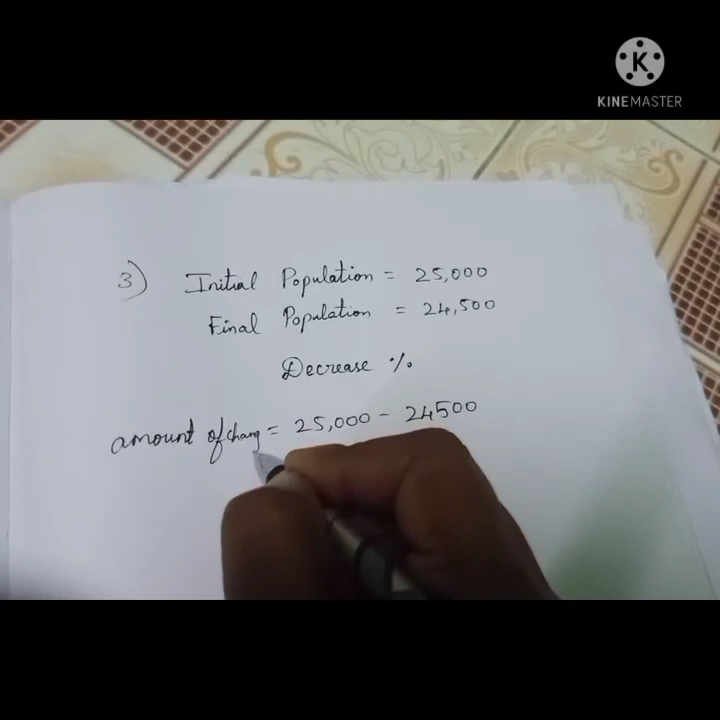 K
KINEMASTER
3) Initial Population = 25,000
Final Population = 24,500
Decrease %
amount of chang = 25,000 - 24500